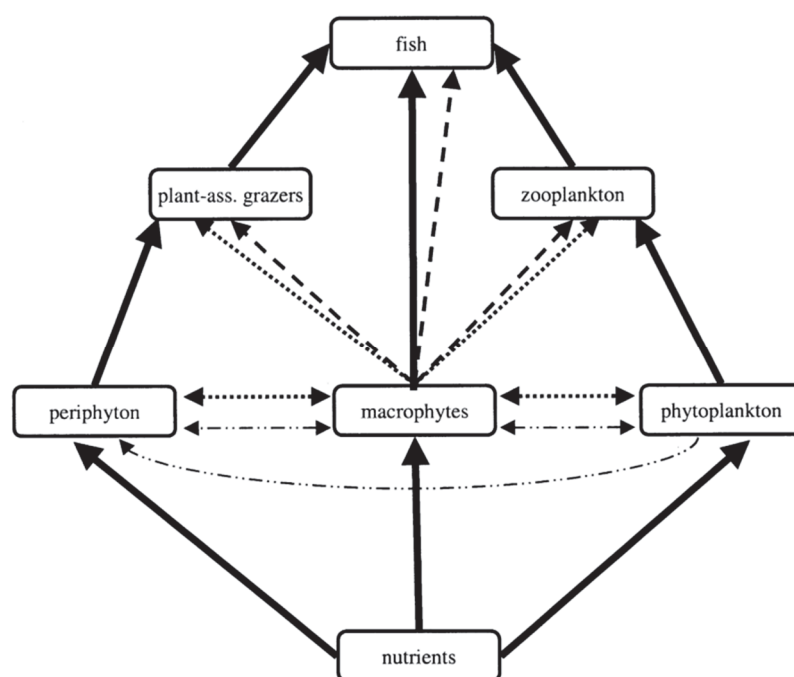 fish
plant-ass. grazers
zooplankton
periphyton
macrophytes
phytoplankton
nutrients